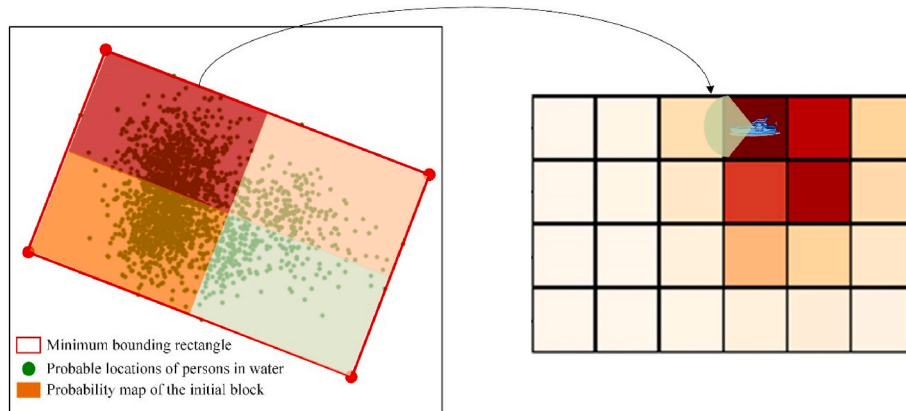 Minimum bounding rectangle
Probable locations of persons in water
Probability map of the initial block